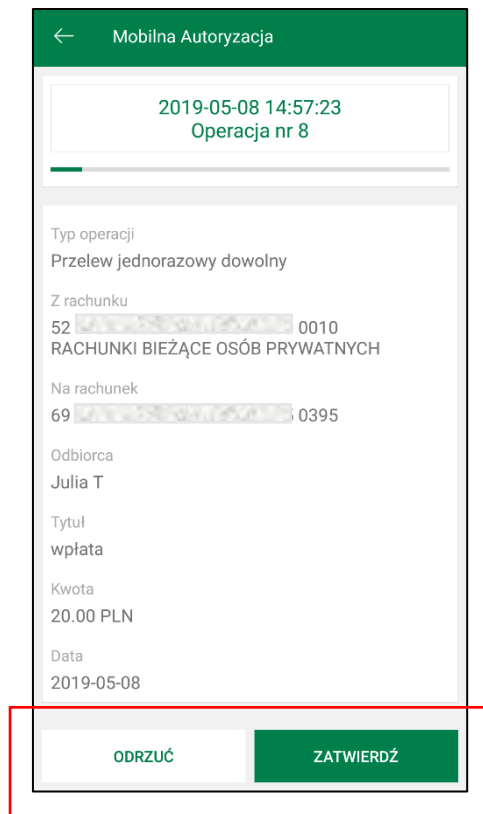 Mobilna Autoryzacja
2019-05-08 14:57:23
Operacja nr 8
Typ operacji
Przelew jednorazowy dowolny
Z rachunku
52 0010
RACHUNKI BIEŻĄCE OSÓB PRYWATNYCH
Na rachunek
69 0395
Odbiorca
Julia T
Tytuł
wpłata
Kwota
20.00 PLN
Data
2019-05-08
ODRZUĆ ZATWIERDŹ